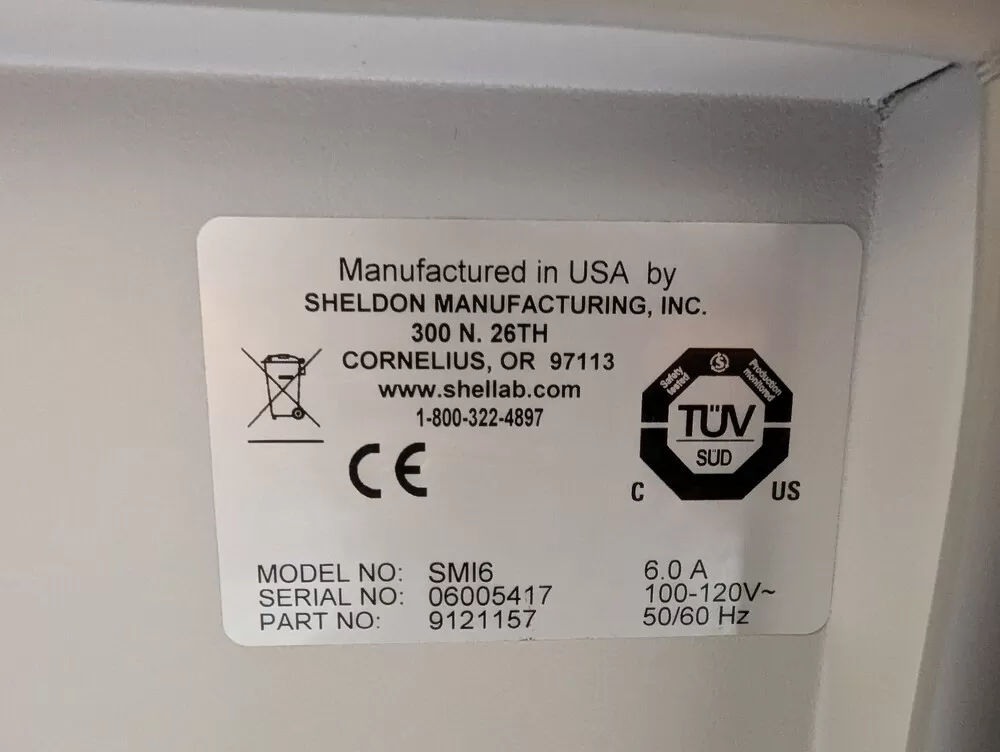 Manufactured in USA by
SHELDON MANUFACTURING, INC.
300 N. 26TH
CORNELIUS, OR 97113
www.shellab.com
1-800-322-4897
CE
Safety
tested
S
Production
monitored
TÜV
SÜD
C US
MODEL NO: SMI6
SERIAL NO: 06005417
PART NO: 9121157
6.0 A
100-120V~
50/60 Hz